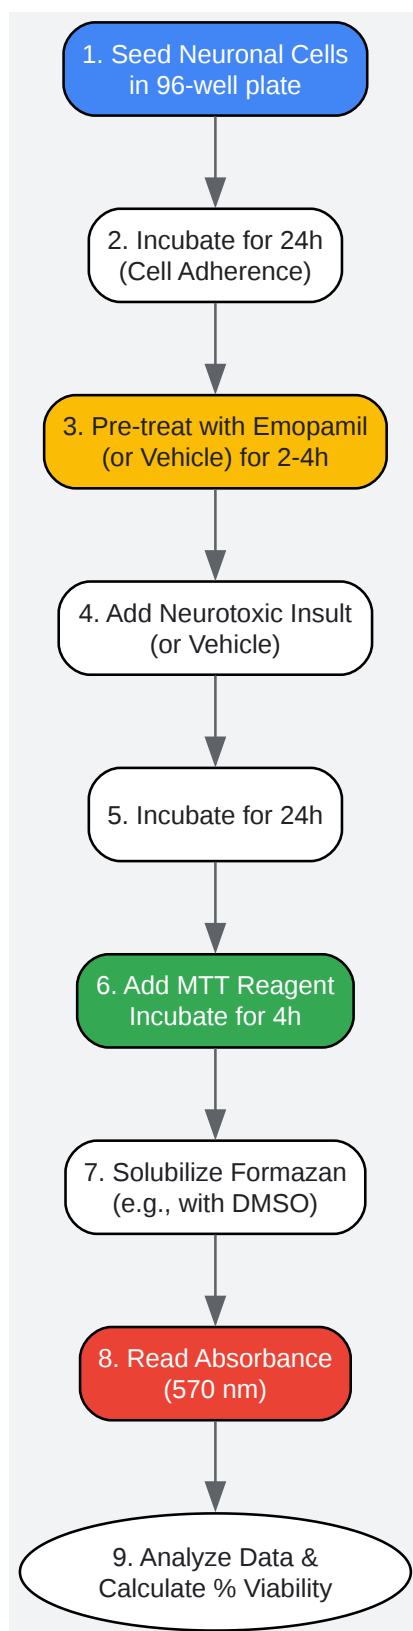 1. Seed Neuronal Cells
in 96-well plate
2. Incubate for 24h
(Cell Adherence)
3. Pre-treat with Emopamil
(or Vehicle) for 2-4h
4. Add Neurotoxic Insult
(or Vehicle)
5. Incubate for 24h
6. Add MTT Reagent
Incubate for 4h
7. Solubilize Formazan
(e.g., with DMSO)
8. Read Absorbance
(570 nm)
9. Analyze Data &
Calculate % Viability